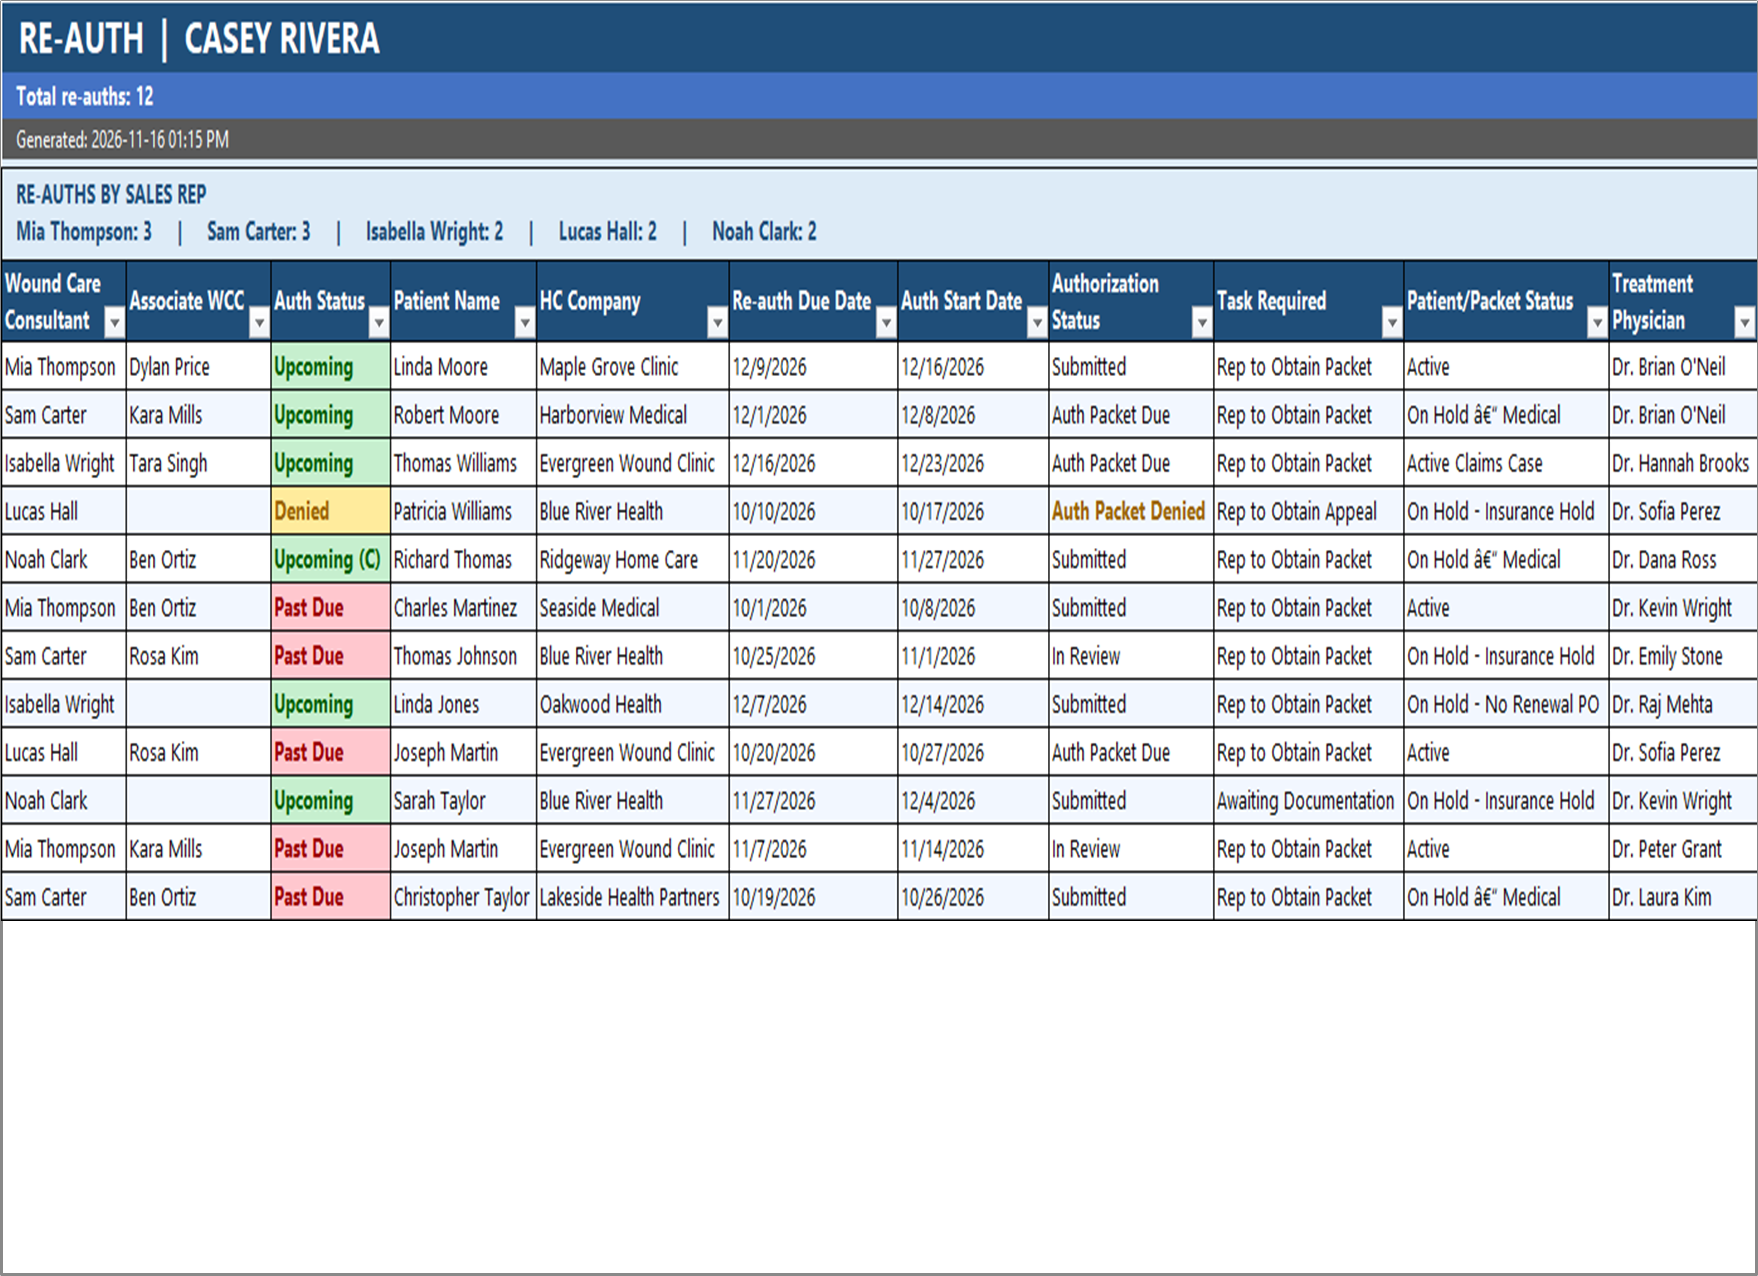 RE-AUTH | CASEY RIVERA
Total re-auths: 12
Generated: 2026-11-16 01:15 PM
RE-AUTHS BY SALES REP
Mia Thompson: 3 | Sam Carter: 3 | Isabella Wright: 2 | Lucas Hall: 2 | Noah Clark: 2
Wound Care Consultant Associate WCC Auth Status Patient Name HC Company Re-auth Due Date Auth Start Date Authorization Status Task Required Patient/Packet Status Treatment Physician
Mia Thompson Dylan Price Upcoming Linda Moore Maple Grove Clinic 12/9/2026 12/16/2026 Submitted Rep to Obtain Packet Active Dr. Brian O'Neil
Sam Carter Kara Mills Upcoming Robert Moore Harborview Medical 12/1/2026 12/8/2026 Auth Packet Due Rep to Obtain Packet On Hold â€“ Medical Dr. Brian O'Neil
Isabella Wright Tara Singh Upcoming Thomas Williams Evergreen Wound Clinic 12/16/2026 12/23/2026 Auth Packet Due Rep to Obtain Packet Active Claims Case Dr. Hannah Brooks
Lucas Hall Denied Patricia Williams Blue River Health 10/10/2026 10/17/2026 Auth Packet Denied Rep to Obtain Appeal On Hold - Insurance Hold Dr. Sofia Perez
Noah Clark Ben Ortiz Upcoming (C) Richard Thomas Ridgeway Home Care 11/20/2026 11/27/2026 Submitted Rep to Obtain Packet On Hold â€“ Medical Dr. Dana Ross
Mia Thompson Ben Ortiz Past Due Charles Martinez Seaside Medical 10/1/2026 10/8/2026 Submitted Rep to Obtain Packet Active Dr. Kevin Wright
Sam Carter Rosa Kim Past Due Thomas Johnson Blue River Health 10/25/2026 11/1/2026 In Review Rep to Obtain Packet On Hold - Insurance Hold Dr. Emily Stone
Isabella Wright Upcoming Linda Jones Oakwood Health 12/7/2026 12/14/2026 Submitted Rep to Obtain Packet On Hold - No Renewal PO Dr. Raj Mehta
Lucas Hall Rosa Kim Past Due Joseph Martin Evergreen Wound Clinic 10/20/2026 10/27/2026 Auth Packet Due Rep to Obtain Packet Active Dr. Sofia Perez
Noah Clark Upcoming Sarah Taylor Blue River Health 11/27/2026 12/4/2026 Submitted Awaiting Documentation On Hold - Insurance Hold Dr. Kevin Wright
Mia Thompson Kara Mills Past Due Joseph Martin Evergreen Wound Clinic 11/7/2026 11/14/2026 In Review Rep to Obtain Packet Active Dr. Peter Grant
Sam Carter Ben Ortiz Past Due Christopher Taylor Lakeside Health Partners 10/19/2026 10/26/2026 Submitted Rep to Obtain Packet On Hold â€“ Medical Dr. Laura Kim